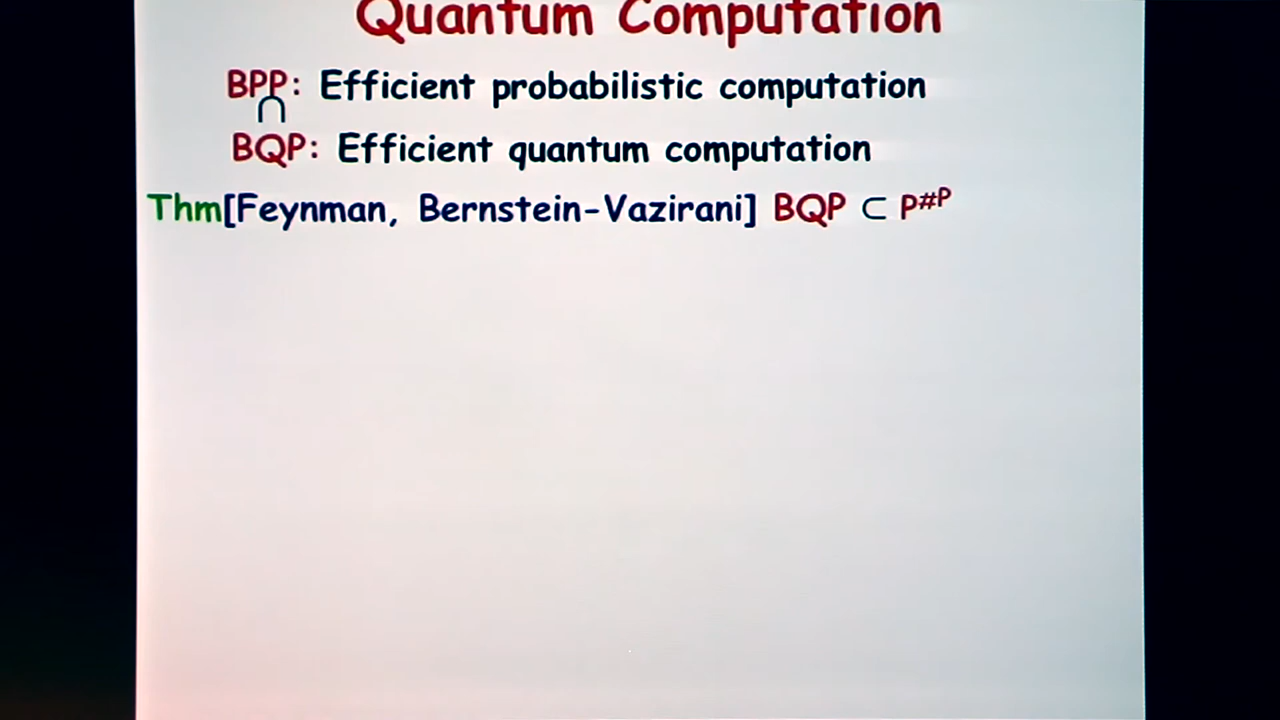 Quantum Computation
BPP: Efficient probabilistic computation
∩
BQP: Efficient quantum computation
Thm[Feynman, Bernstein-Vazirani] BQP ⊂ P^#P